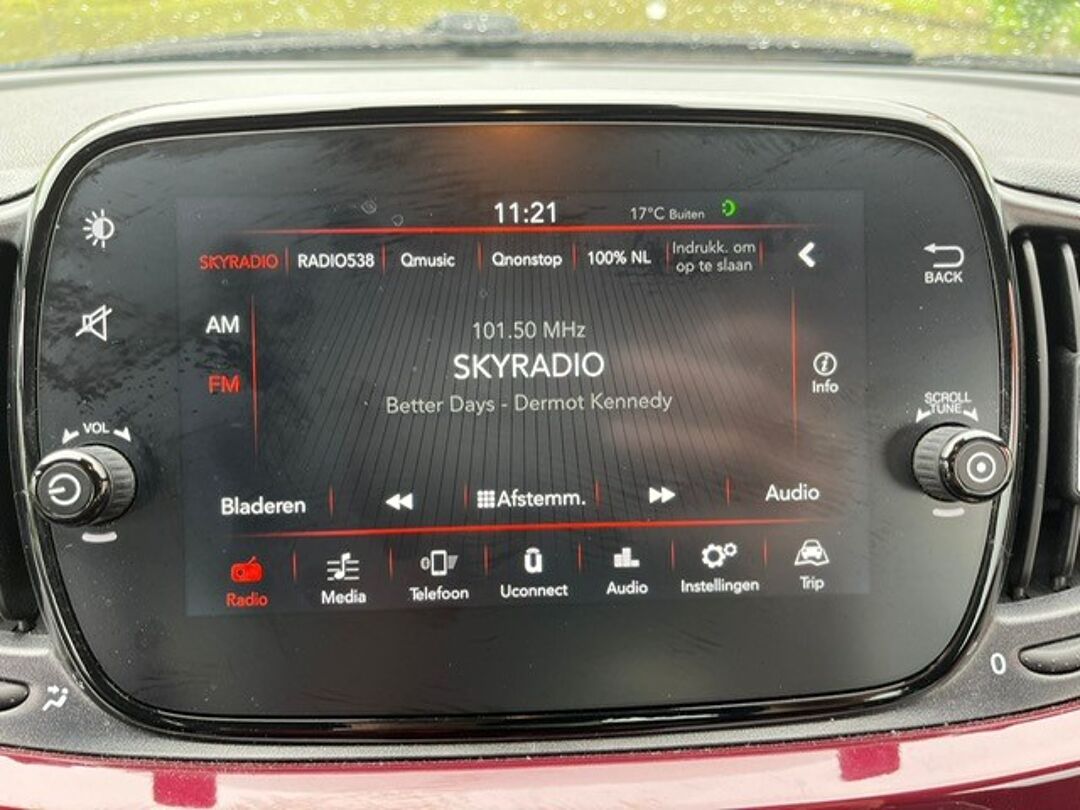 11:21
17°C Buiten
SKYRADIO
RADIO538
Qmusic
Qnonstop
100% NL
Indrukk. om
op te slaan
BACK
AM
101.50 MHz
SKYRADIO
Info
FM
Better Days - Dermot Kennedy
SCROLL
TUNE
VOL
Bladeren
Afstemm.
Audio
Radio
Media
Telefoon
Uconnect
Audio
Instellingen
Trip
0